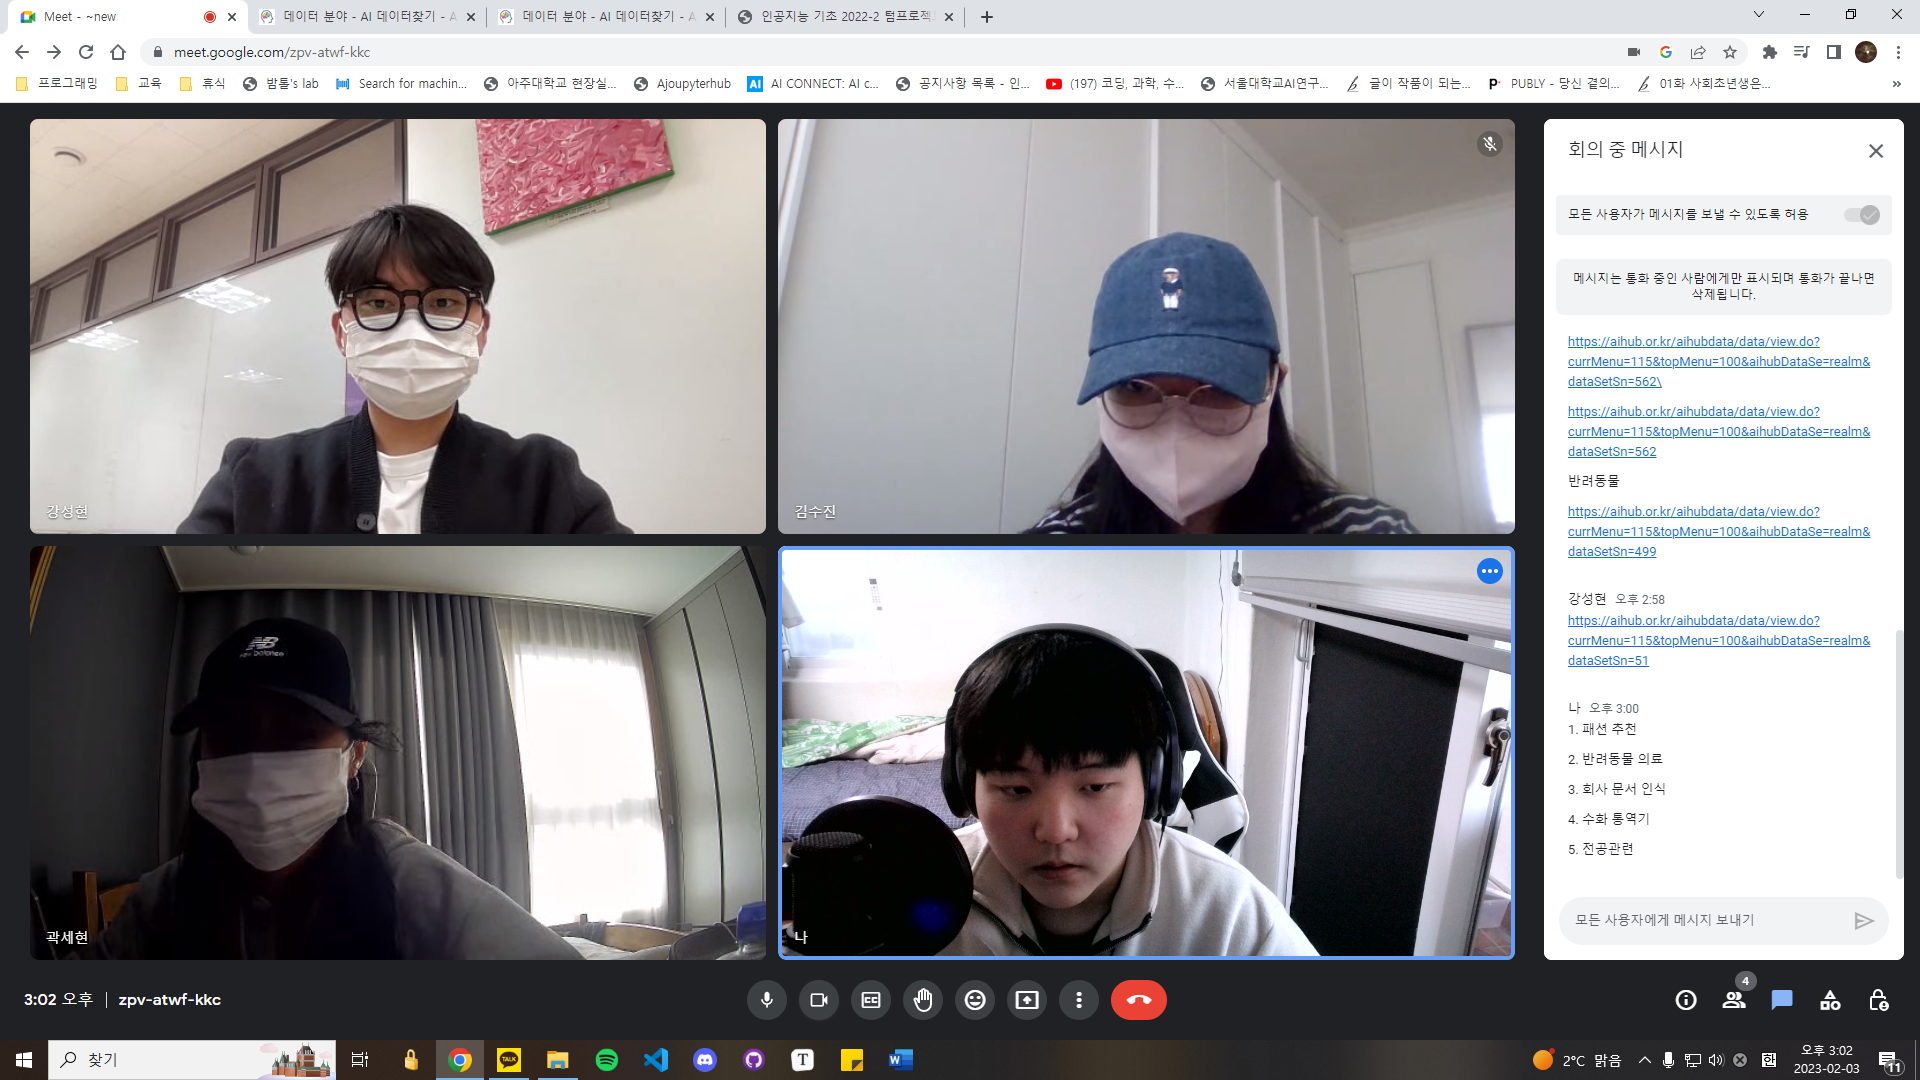 Meet - ~new
데이터 분야 - AI 데이터찾기 - A
데이터 분야 - AI 데이터찾기 - A
인공지능 기초 2022-2 텀프로젝
meet.google.com/zpv-atwf-kkc
프로그래밍
교육
휴식
밤톨's lab
Search for machin...
아주대학교 현장실...
Ajoupyterhub
AI CONNECT: AI c...
공지사항 목록 - 인...
(197) 코딩, 과학, 수...
서울대학교AI연구...
글이 작품이 되는...
PUBLY - 당신 곁의...
01화 사회초년생은...
강성현
김수진
NB
new balance
곽세현
나
회의 중 메시지
모든 사용자가 메시지를 보낼 수 있도록 허용
메시지는 통화 중인 사람에게만 표시되며 통화가 끝나면
삭제됩니다.
https://aihub.or.kr/aihubdata/data/view.do?
currMenu=115&topMenu=100&aihubDataSe=realm&
dataSetSn=562\
https://aihub.or.kr/aihubdata/data/view.do?
currMenu=115&topMenu=100&aihubDataSe=realm&
dataSetSn=562
반려동물
https://aihub.or.kr/aihubdata/data/view.do?
currMenu=115&topMenu=100&aihubDataSe=realm&
dataSetSn=499
강성현 오후 2:58
https://aihub.or.kr/aihubdata/data/view.do?
currMenu=115&topMenu=100&aihubDataSe=realm&
dataSetSn=51
나 오후 3:00
1. 패션 추천
2. 반려동물 의료
3. 회사 문서 인식
4. 수화 통역기
5. 전공관련
모든 사용자에게 메시지 보내기
3:02 오후 | zpv-atwf-kkc
4
찾기
TALK
2°C 맑음
한
오후 3:02
2023-02-03
11